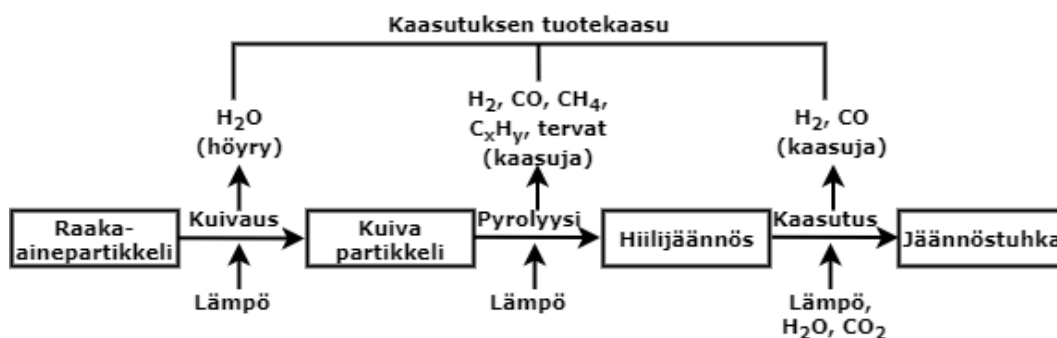 Kaasutuksen tuotekaasu
H₂O
(höyry)
H₂, CO, CH₄,
CₓHᵧ, tervat
(kaasuja)
H₂, CO
(kaasuja)
Raaka-
ainepartikkeli
Kuivaus
Kuiva
partikkeli
Pyrolyysi
Hiilijäännös
Kaasutus
Jäännöstuhka
Lämpö
Lämpö
Lämpö,
H₂O, CO₂